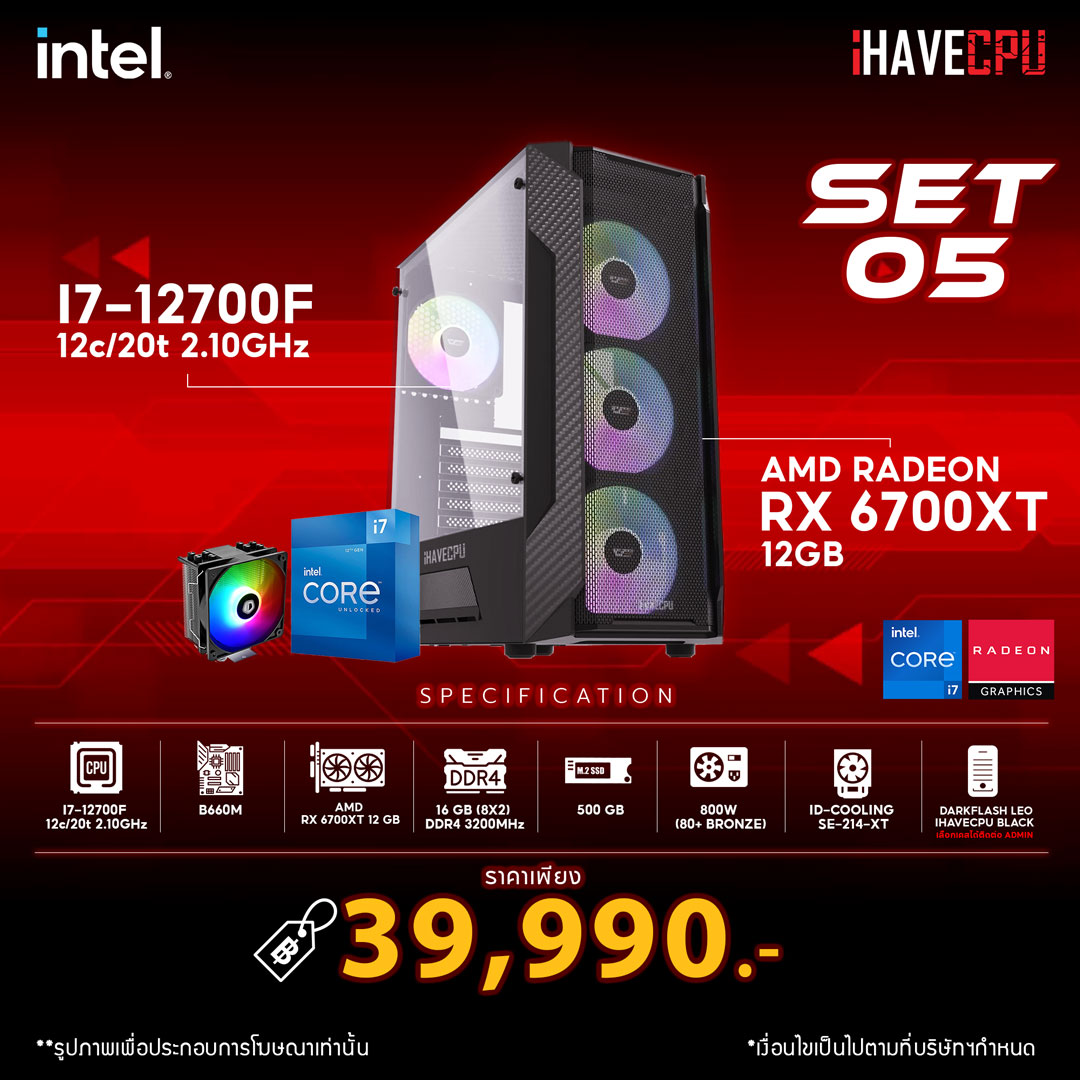 intel.
iHAVECPU
SET
05
I7-12700F
12c/20t 2.10GHz
AMD RADEON
RX 6700XT
12GB
iHAVECPU
iHAVECPU
i7
12TH GEN
intel.
CORE
UNLOCKED
intel.
CORE
i7
RADEON
GRAPHICS
SPECIFICATION
CPU
I7-12700F
12c/20t 2.10GHz
B660M
AMD
RX 6700XT 12 GB
DDR4
16 GB (8X2)
DDR4 3200MHz
M.2 SSD
500 GB
800W
(80+ BRONZE)
ID-COOLING
SE-214-XT
DARKFLASH LEO
IHAVECPU BLACK
เลือกเคสได้ติดต่อ ADMIN
ราคาเพียง
฿
39,990.-
**รูปภาพเพื่อประกอบการโฆษณาเท่านั้น
*เงื่อนไขเป็นไปตามที่บริษัทฯกำหนด